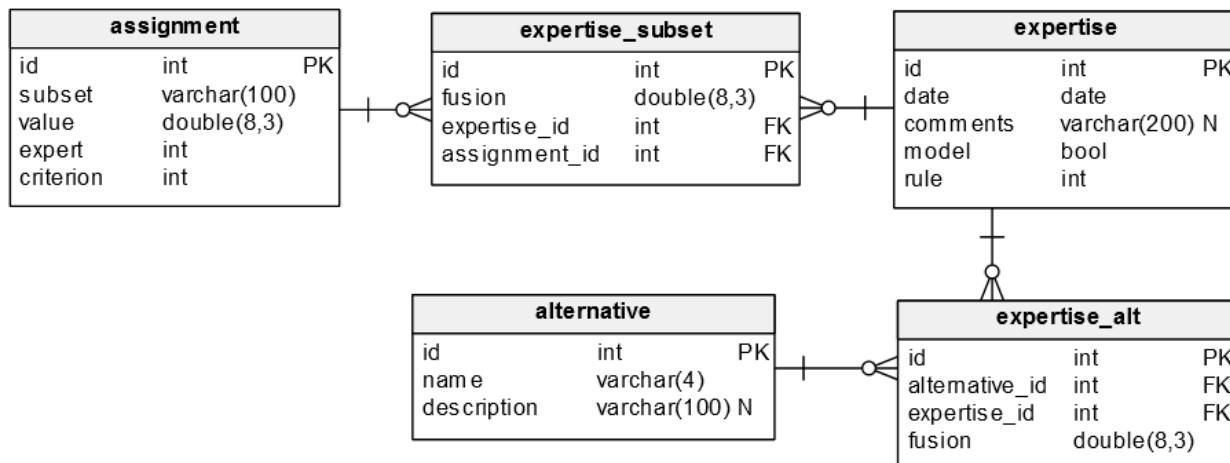 assignment
id int PK
subset varchar(100)
value double(8,3)
expert int
criterion int
expertise_subset
id int PK
fusion double(8,3)
expertise_id int FK
assignment_id int FK
expertise
id int PK
date date
comments varchar(200) N
model bool
rule int
alternative
id int PK
name varchar(4)
description varchar(100) N
expertise_alt
id int PK
alternative_id int FK
expertise_id int FK
fusion double(8,3)